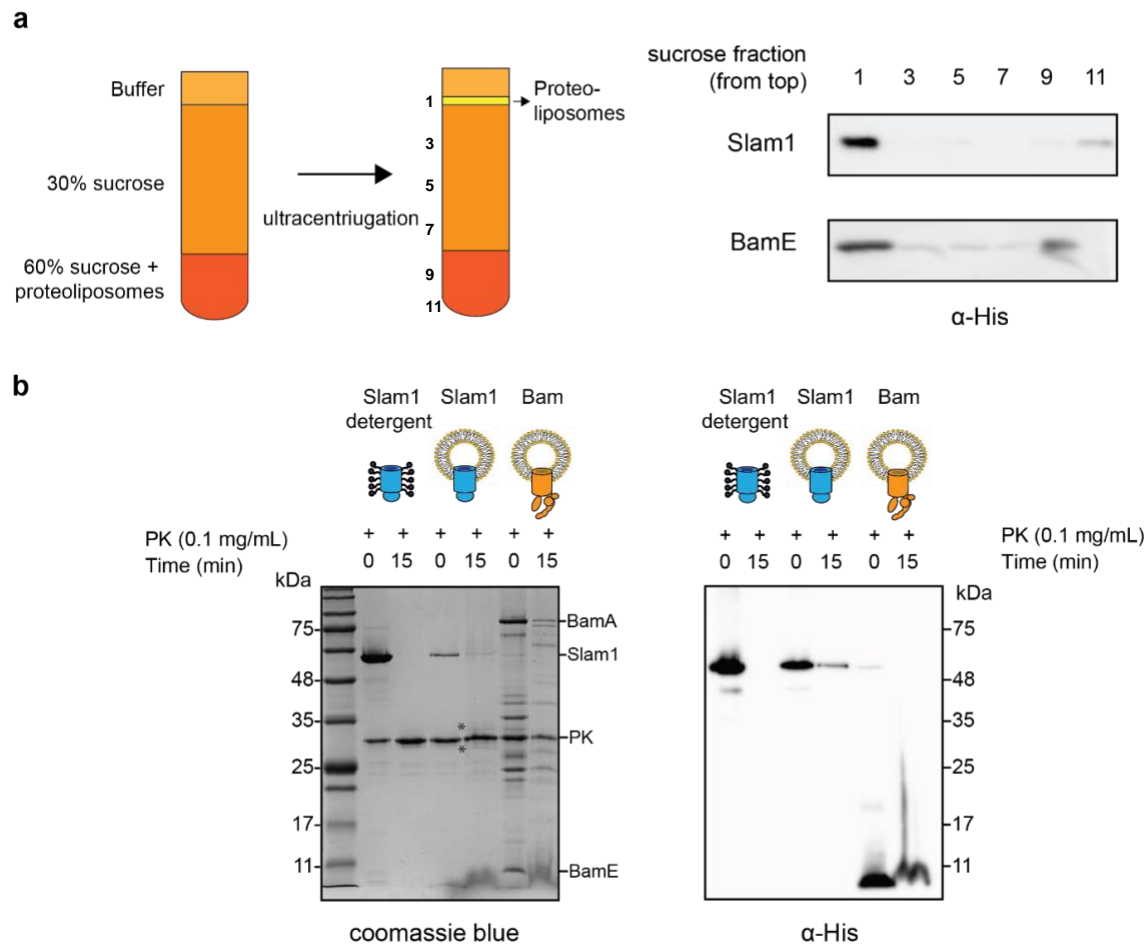 a
Buffer
30% sucrose
60% sucrose +
proteoliposomes
ultracentriugation
1
3
5
7
9
11
Proteo-
liposomes
sucrose fraction
(from top)
1 3 5 7 9 11
Slam1
BamE
α-His
b
Slam1
detergent
Slam1
Bam
PK (0.1 mg/mL) + + + + + +
Time (min) 0 15 0 15 0 15
kDa
75
48
35
25
17
11
*
*
BamA
Slam1
PK
BamE
coomassie blue
Slam1
detergent
Slam1
Bam
+ + + + + + PK (0.1 mg/mL)
0 15 0 15 0 15 Time (min)
kDa
75
48
35
25
17
11
α-His